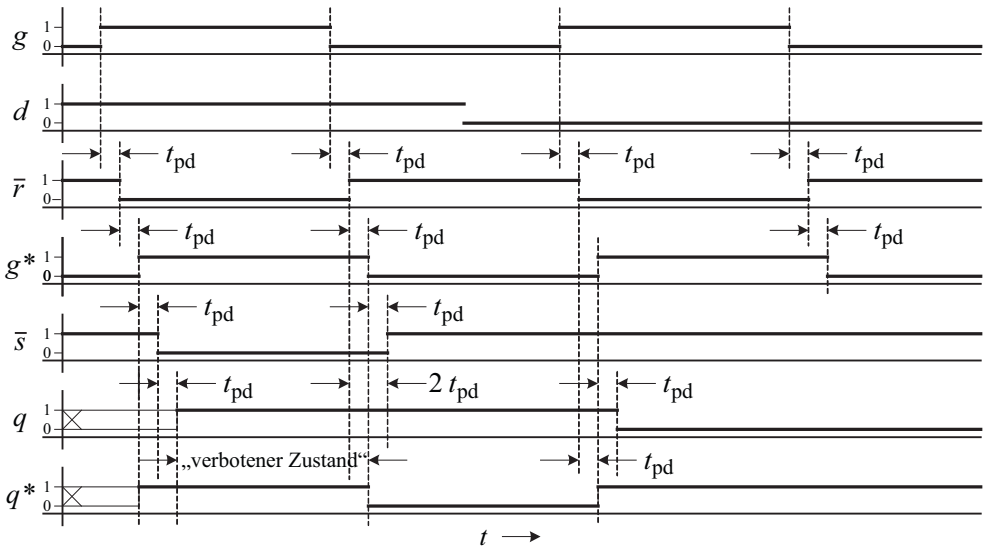 g 1 0
d 1 0
t_pd t_pd t_pd t_pd
r̄ 1 0
t_pd t_pd t_pd
g* 1 0
t_pd t_pd
s̄ 1 0
t_pd 2 t_pd t_pd
q 1 0
„verbotener Zustand“ t_pd
q* 1 0
t